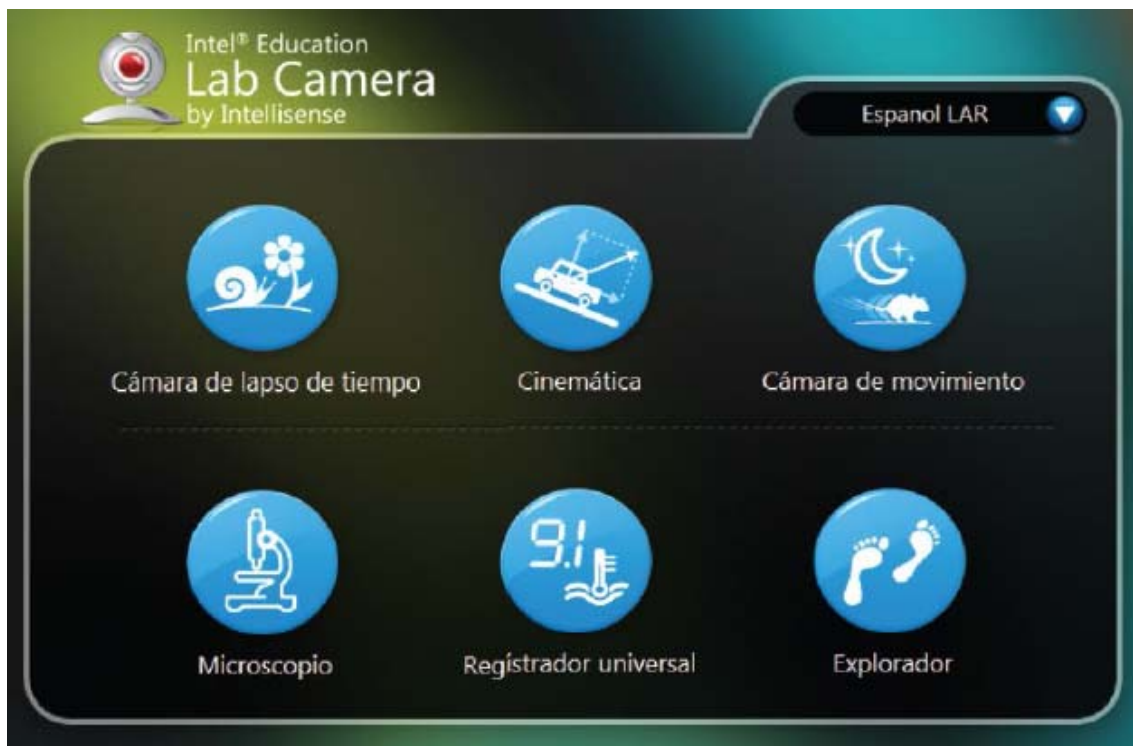 Intel® Education
Lab Camera
by Intellisense
Espanol LAR
Cámara de lapso de tiempo
Cinemática
Cámara de movimiento
9.1
Microscopio
Regístrador universal
Explorador